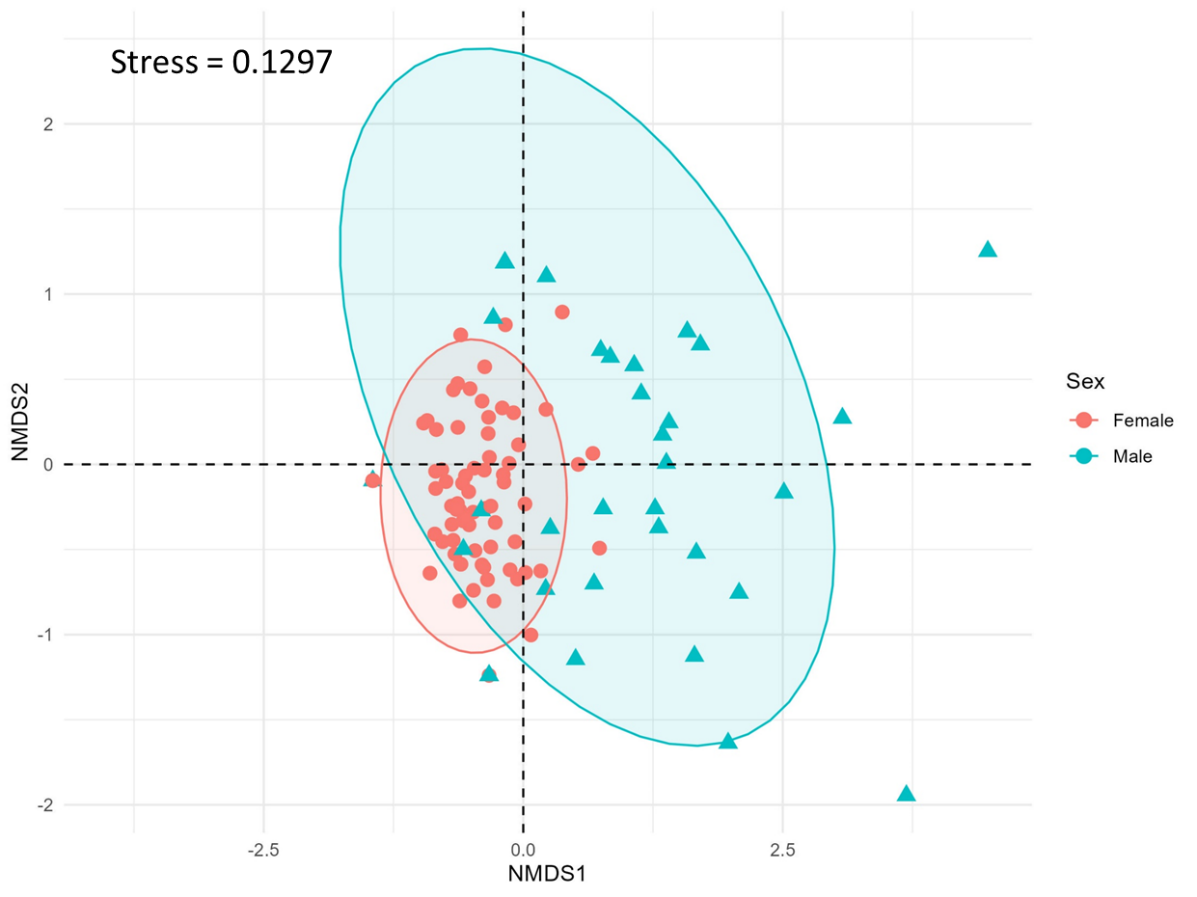 Stress = 0.1297
2
1
0
-1
-2
NMDS2
-2.5
0.0
2.5
NMDS1
Sex
Female
Male